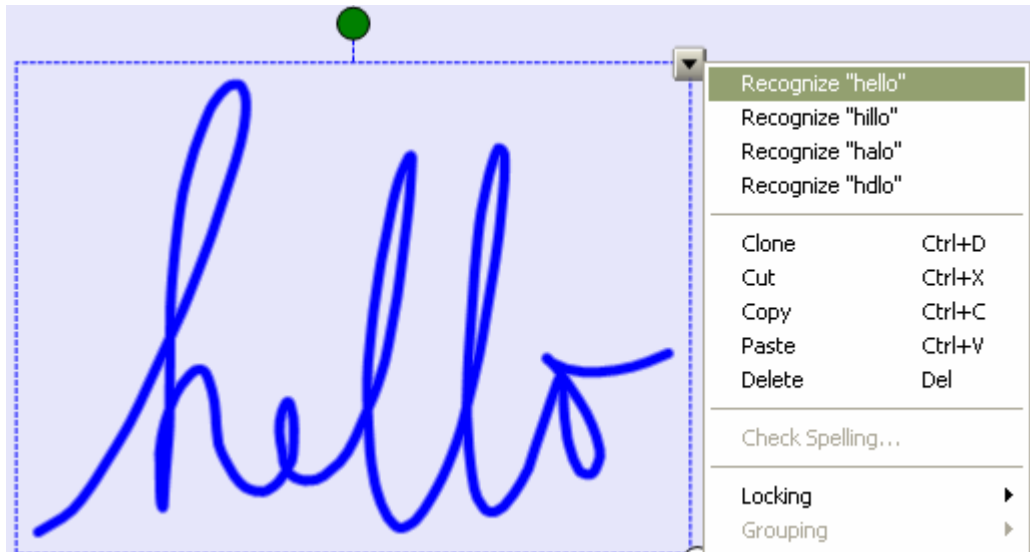 hello
Recognize "hello"
Recognize "hillo"
Recognize "halo"
Recognize "hdlo"
Clone Ctrl+D
Cut Ctrl+X
Copy Ctrl+C
Paste Ctrl+V
Delete Del
Check Spelling...
Locking
Grouping